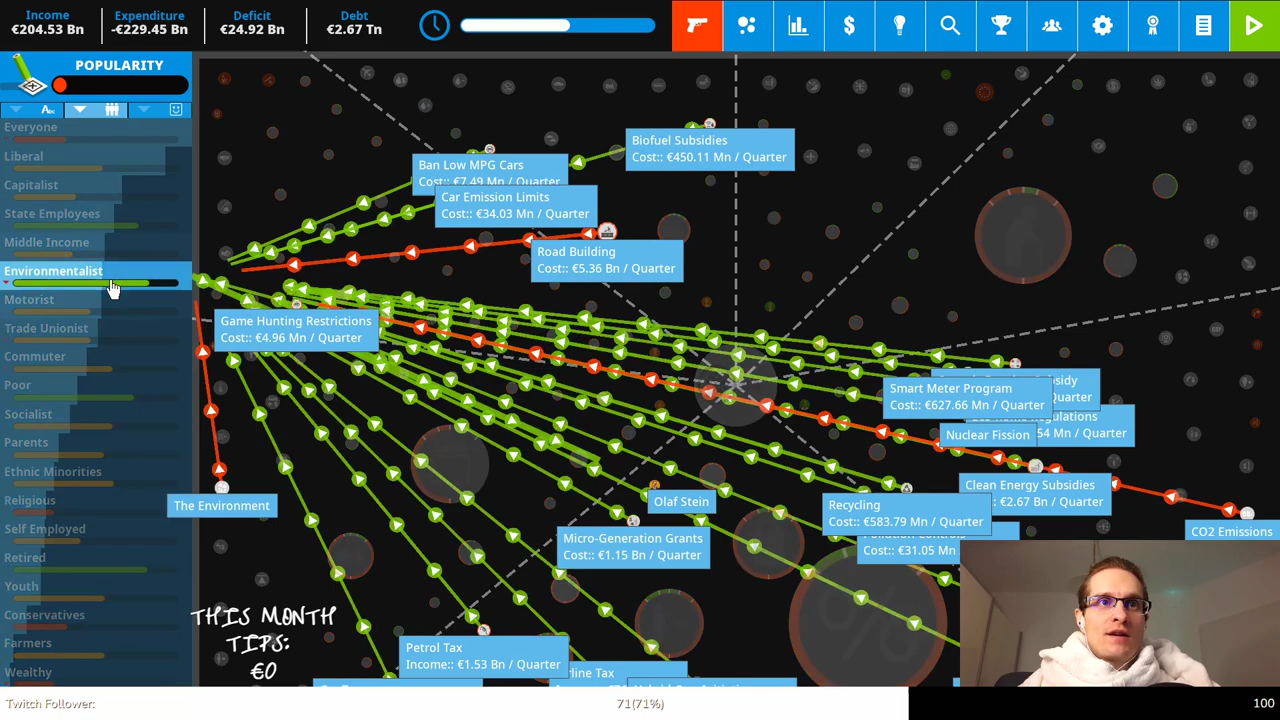 Income
€204.53 Bn
Expenditure
-€229.45 Bn
Deficit
€24.92 Bn
Debt
€2.67 Tn
POPULARITY
Everyone
Liberal
Capitalist
State Employees
Middle Income
Environmentalist
Motorist
Trade Unionist
Commuter
Poor
Socialist
Parents
Ethnic Minorities
Religious
Self Employed
Retired
Youth
Conservatives
Farmers
Wealthy
Biofuel Subsidies
Cost:: €450.11 Mn / Quarter
Ban Low MPG Cars
Cost:: €7.49 Mn / Quarter
Car Emission Limits
Cost:: €34.03 Mn / Quarter
Road Building
Cost:: €5.36 Bn / Quarter
Game Hunting Restrictions
Cost:: €4.96 Mn / Quarter
Smart Meter Program
Cost:: €627.66 Mn / Quarter
Nuclear Fission
Clean Energy Subsidies
Cost:: €2.67 Bn / Quarter
The Environment
Olaf Stein
Recycling
Cost:: €583.79 Mn / Quarter
Cost:: €31.05 Mn
CO2 Emissions
Micro-Generation Grants
Cost:: €1.15 Bn / Quarter
Petrol Tax
Income:: €1.53 Bn / Quarter
THIS MONTH
TIPS:
€0
Twitch Follower:
71(71%)
100